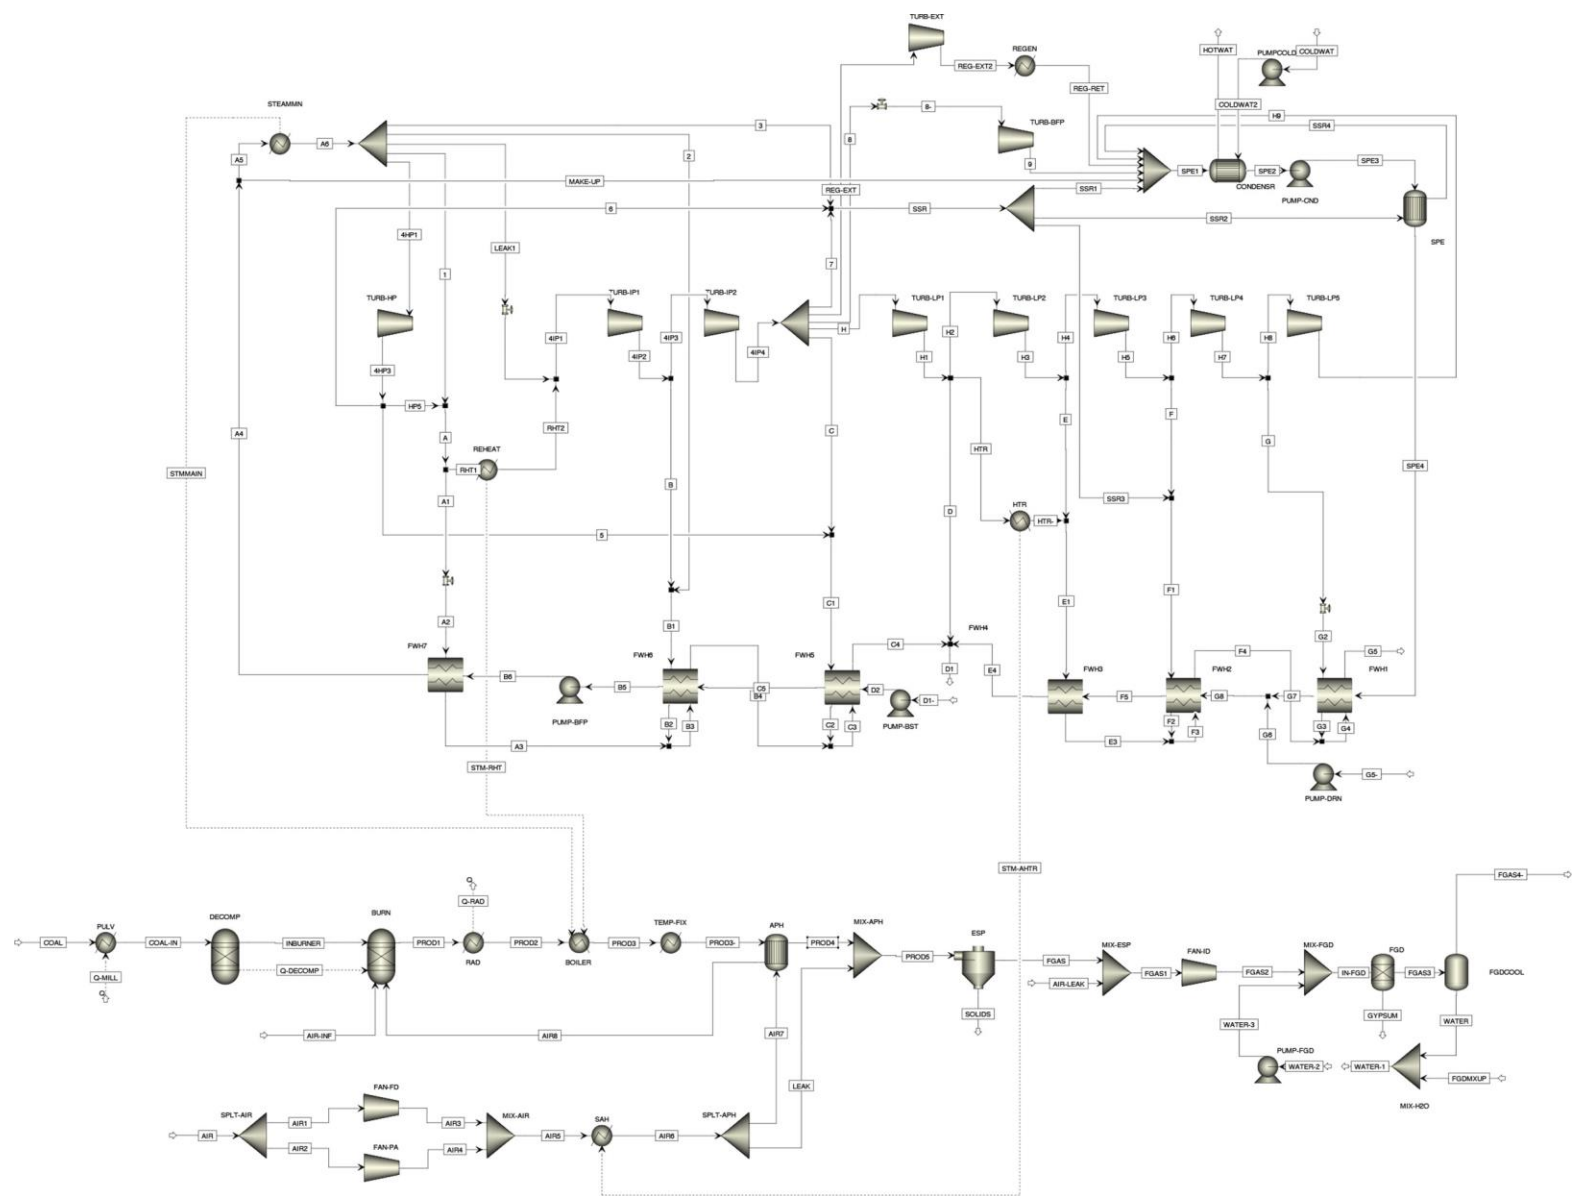 TURB-EXT
HOTWAT
PUMPCOLD
COLDWAT
REGEN
REG-EXT2
REG-RET
STEAMMN
8-
COLDWAT2
H9
TURB-BFP
SSR4
3
8
A6
2
9
A5
SPE3
SPE1
SPE2
MAKE-UP
CONDENSR
REG-EXT
SSR1
PUMP-CND
6
SSR
SSR2
4HP1
SPE
LEAK1
7
1
TURB-HP
TURB-IP1
TURB-IP2
TURB-LP1
TURB-LP2
TURB-LP3
TURB-LP4
TURB-LP5
H
H2
H4
H6
H8
4IP1
4IP3
4IP2
4IP4
H1
H3
H5
H7
4HP3
HP5
A4
A
RHT2
C
E
F
G
REHEAT
HTR
RHT1
SPE4
STMMAIN
B
A1
SSR3
D
HTR
HTR-
5
F1
C1
E1
A2
B1
FWH4
G2
FWH7
FWH6
FWH5
C4
D1
E4
FWH3
F4
FWH2
G5
FWH1
B6
B5
C5
B4
D2
D1-
F5
G8
G7
PUMP-BFP
B2
B3
C2
C3
PUMP-BST
F2
F3
G3
G4
A3
E3
G6
STM-RHT
G5-
PUMP-DRN
STM-AHTR
FGAS4-
Q
Q-RAD
DECOMP
BURN
TEMP-FIX
APH
MIX-APH
PULV
COAL
COAL-IN
INBURNER
PROD1
PROD2
PROD3
PROD3-
PROD4
ESP
MIX-ESP
MIX-FGD
FGD
RAD
BOILER
PROD5
FGAS
FAN-ID
Q-DECOMP
FGAS1
FGAS2
IN-FGD
FGAS3
FGDCOOL
Q-MILL
AIR-LEAK
Q
SOLIDS
GYPSUM
WATER
AIR-INF
AIR8
AIR7
WATER-3
PUMP-FGD
WATER-2
WATER-1
FGDMXUP
LEAK
FAN-FD
MIX-H2O
SPLT-AIR
AIR1
AIR3
MIX-AIR
SAH
SPLT-APH
AIR
AIR5
AIR6
AIR2
FAN-PA
AIR4